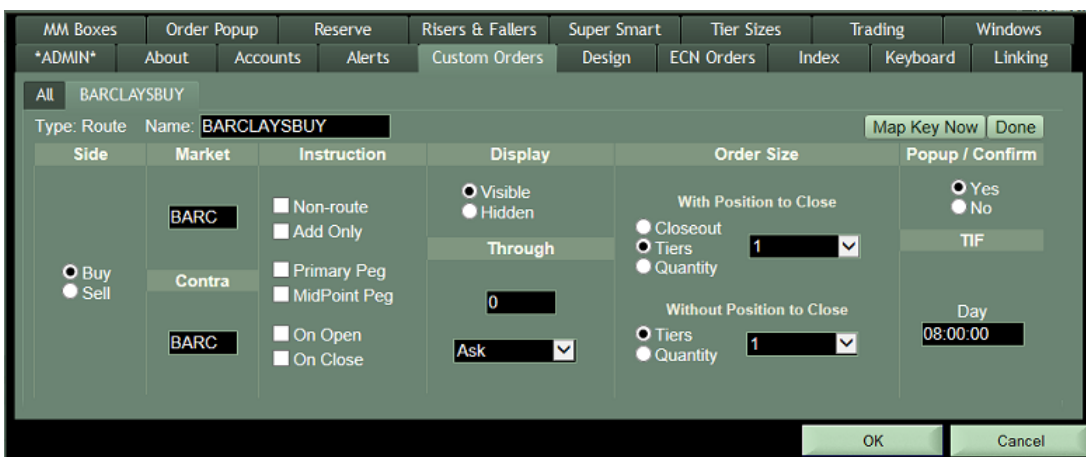 MM Boxes Order Popup Reserve Risers & Fallers Super Smart Tier Sizes Trading Windows
*ADMIN* About Accounts Alerts Custom Orders Design ECN Orders Index Keyboard Linking
All BARCLAYSBUY
Type: Route Name: BARCLAYSBUY Map Key Now Done
Side Market Instruction Display Order Size Popup / Confirm
Buy
Sell
BARC
Contra
BARC
Non-route
Add Only
Primary Peg
MidPoint Peg
On Open
On Close
Visible
Hidden
Through
0
Ask
With Position to Close
Closeout
Tiers 1
Quantity
Without Position to Close
Tiers 1
Quantity
Yes
No
TIF
Day
08:00:00
OK Cancel